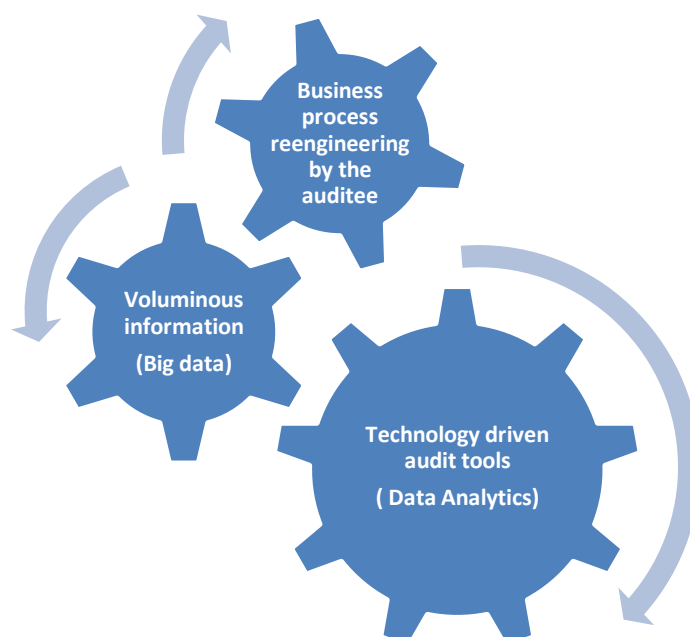 Business
process
reengineering
by the
auditee
Voluminous
information
(Big data)
Technology driven
audit tools
( Data Analytics)